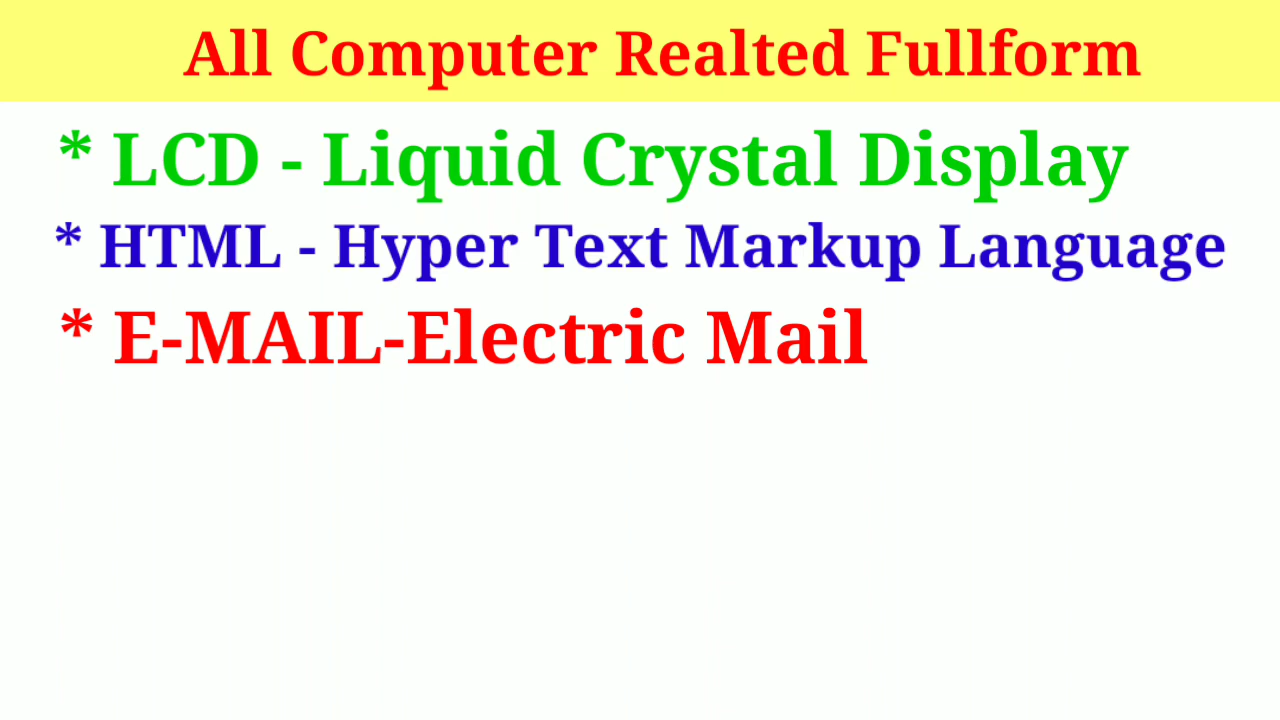 All Computer Realted Fullform
* LCD - Liquid Crystal Display
* HTML - Hyper Text Markup Language
* E-MAIL-Electric Mail